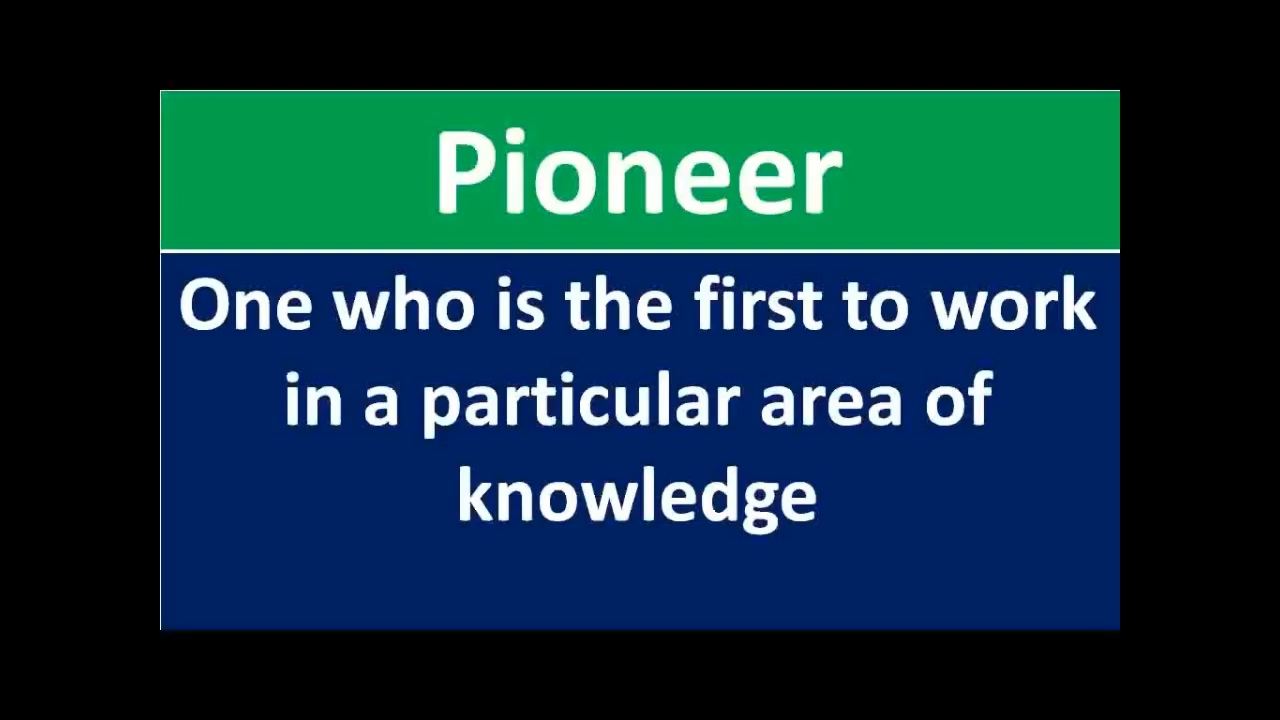 Pioneer
One who is the first to work
in a particular area of
knowledge